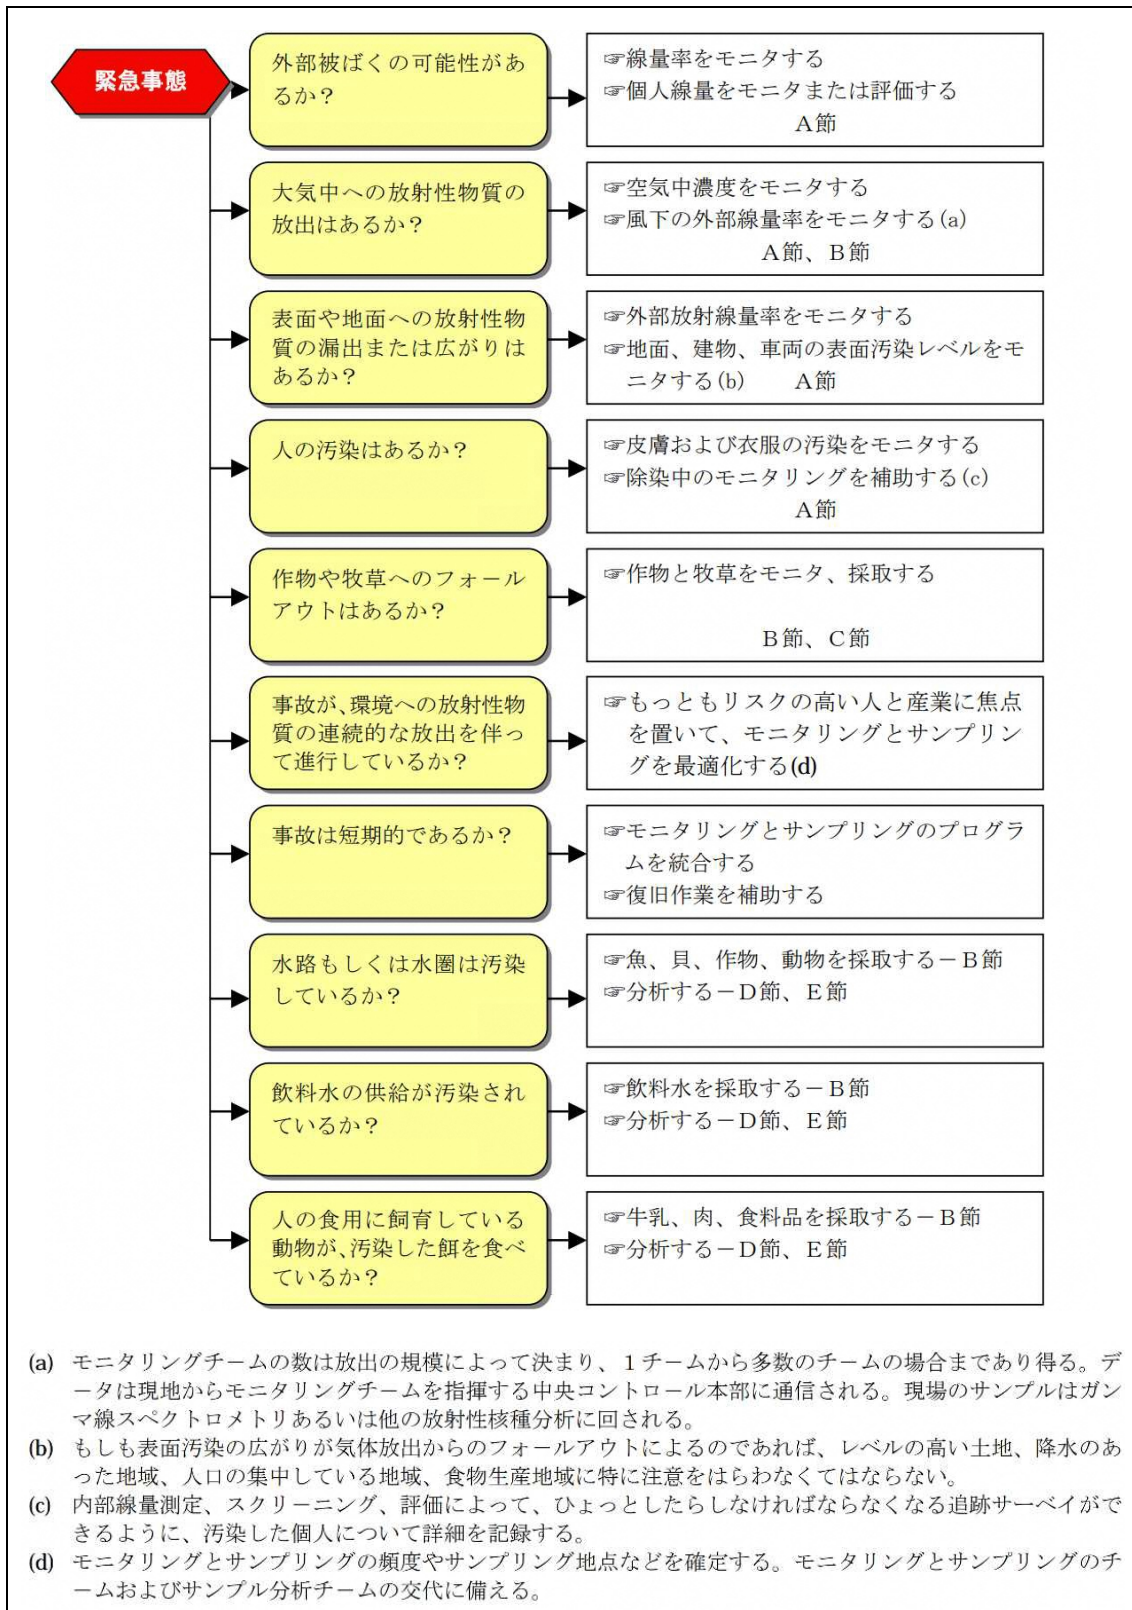 緊急事態
外部被ばくの可能性があ
るか？
☞線量率をモニタする
☞個人線量をモニタまたは評価する
A節
大気中への放射性物質の
放出はあるか？
☞空気中濃度をモニタする
☞風下の外部線量率をモニタする(a)
A節、B節
表面や地面への放射性物
質の漏出または広がりは
あるか？
☞外部放射線量率をモニタする
☞地面、建物、車両の表面汚染レベルをモ
ニタする(b)　A節
人の汚染はあるか？
☞皮膚および衣服の汚染をモニタする
☞除染中のモニタリングを補助する(c)
A節
作物や牧草へのフォール
アウトはあるか？
☞作物と牧草をモニタ、採取する
B節、C節
事故が、環境への放射性物
質の連続的な放出を伴っ
て進行しているか？
☞もっともリスクの高い人と産業に焦点
を置いて、モニタリングとサンプリン
グを最適化する(d)
事故は短期的であるか？
☞モニタリングとサンプリングのプログラ
ムを統合する
☞復旧作業を補助する
水路もしくは水圏は汚染
しているか？
☞魚、貝、作物、動物を採取する－B節
☞分析する－D節、E節
飲料水の供給が汚染され
ているか？
☞飲料水を採取する－B節
☞分析する－D節、E節
人の食用に飼育している
動物が、汚染した餌を食べ
ているか？
☞牛乳、肉、食料品を採取する－B節
☞分析する－D節、E節
(a) モニタリングチームの数は放出の規模によって決まり、１チームから多数のチームの場合まであり得る。デ
ータは現地からモニタリングチームを指揮する中央コントロール本部に通信される。現場のサンプルはガン
マ線スペクトロメトリあるいは他の放射性核種分析に回される。
(b) もしも表面汚染の広がりが気体放出からのフォールアウトによるのであれば、レベルの高い土地、降水のあ
った地域、人口の集中している地域、食物生産地域に特に注意をはらわなくてはならない。
(c) 内部線量測定、スクリーニング、評価によって、ひょっとしたらしなければならなくなる追跡サーベイがで
きるように、汚染した個人について詳細を記録する。
(d) モニタリングとサンプリングの頻度やサンプリング地点などを確定する。モニタリングとサンプリングのチ
ームおよびサンプル分析チームの交代に備える。